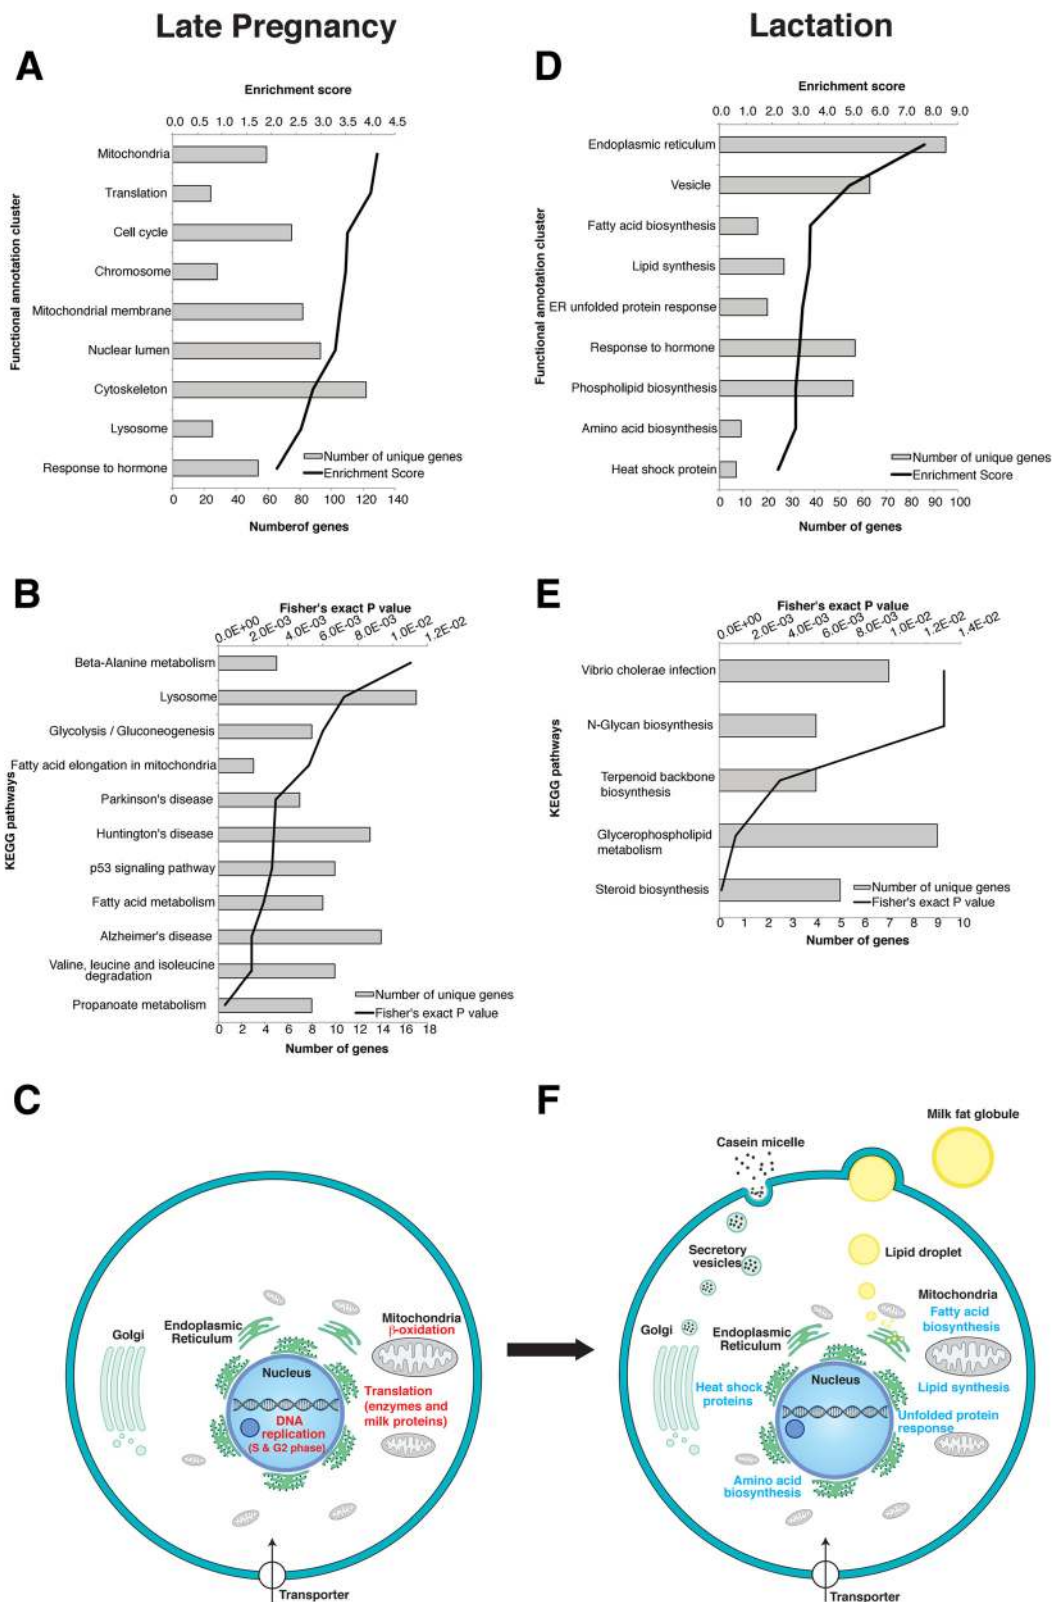 Late Pregnancy
Lactation
A
Enrichment score
0.0 0.5 1.0 1.5 2.0 2.5 3.0 3.5 4.0 4.5
Functional annotation cluster
Mitochondria
Translation
Cell cycle
Chromosome
Mitochondrial membrane
Nuclear lumen
Cytoskeleton
Lysosome
Response to hormone
Number of unique genes
Enrichment Score
0 20 40 60 80 100 120 140
Numberof genes
D
Enrichment score
0.0 1.0 2.0 3.0 4.0 5.0 6.0 7.0 8.0 9.0
Functional annotation cluster
Endoplasmic reticulum
Vesicle
Fatty acid biosynthesis
Lipid synthesis
ER unfolded protein response
Response to hormone
Phospholipid biosynthesis
Amino acid biosynthesis
Heat shock protein
Number of unique genes
Enrichment Score
0 10 20 30 40 50 60 70 80 90 100
Number of genes
B
Fisher's exact P value
0.0E+00 2.0E-03 4.0E-03 6.0E-03 8.0E-03 1.0E-02 1.2E-02
KEGG pathways
Beta-Alanine metabolism
Lysosome
Glycolysis / Gluconeogenesis
Fatty acid elongation in mitochondria
Parkinson's disease
Huntington's disease
p53 signaling pathway
Fatty acid metabolism
Alzheimer's disease
Valine, leucine and isoleucine
degradation
Propanoate metabolism
Number of unique genes
Fisher's exact P value
0 2 4 6 8 10 12 14 16 18
Number of genes
E
Fisher's exact P value
0.0E+00 2.0E-03 4.0E-03 6.0E-03 8.0E-03 1.0E-02 1.2E-02 1.4E-02
KEGG pathways
Vibrio cholerae infection
N-Glycan biosynthesis
Terpenoid backbone
biosynthesis
Glycerophospholipid
metabolism
Steroid biosynthesis
Number of unique genes
Fisher's exact P value
0 1 2 3 4 5 6 7 8 9 10
Number of genes
C
Golgi
Endoplasmic
Reticulum
Mitochondria
β-oxidation
Nucleus
Translation
(enzymes and
milk proteins)
DNA
replication
(S & G2 phase)
Transporter
F
Milk fat globule
Casein micelle
Secretory
vesicles
Lipid droplet
Mitochondria
Fatty acid
biosynthesis
Golgi
Endoplasmic
Reticulum
Nucleus
Heat shock
proteins
Lipid synthesis
Unfolded protein
response
Amino acid
biosynthesis
Transporter